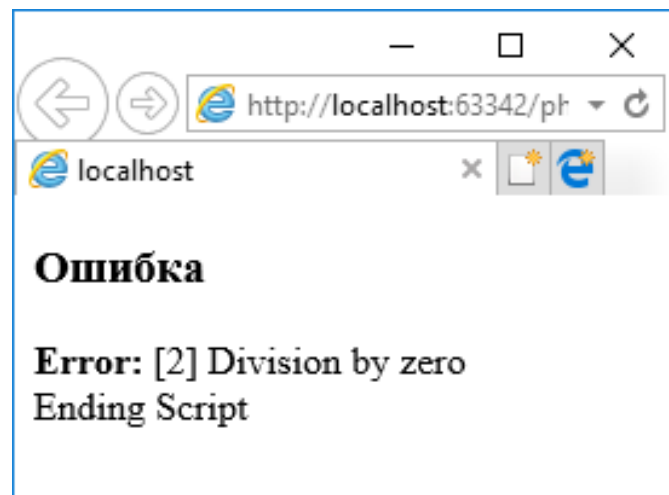 http://localhost:63342/ph
localhost
Ошибка
Error: [2] Division by zero
Ending Script